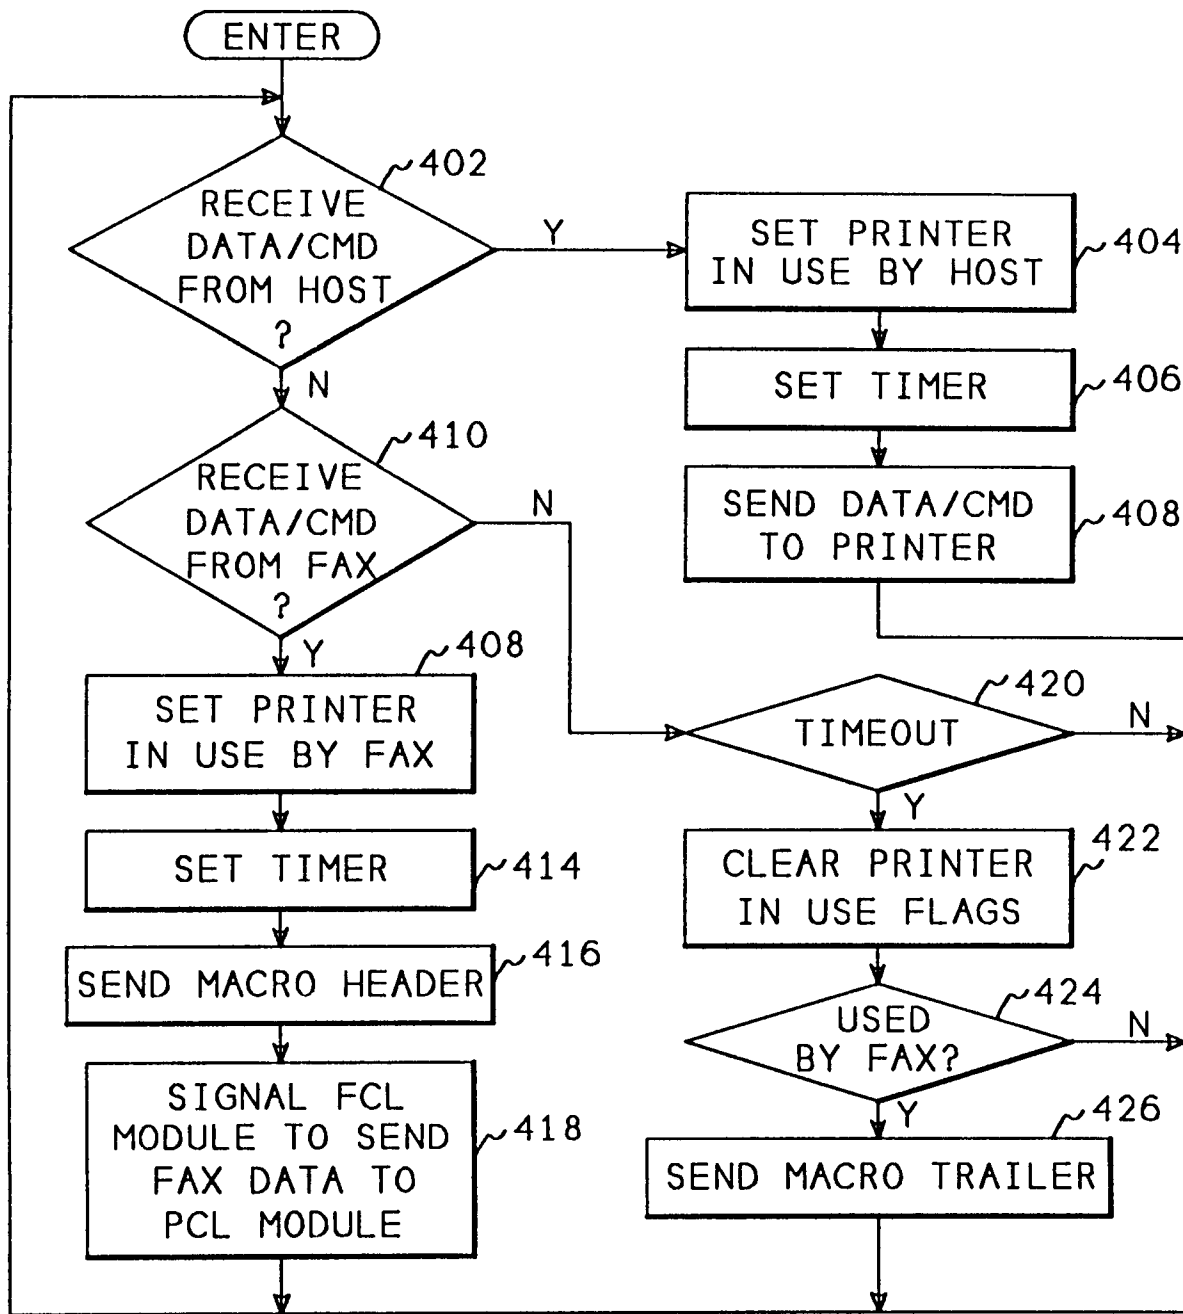 ENTER
402
RECEIVE
DATA/CMD
FROM HOST
?
Y
N
SET PRINTER
IN USE BY HOST
404
SET TIMER
406
SEND DATA/CMD
TO PRINTER
408
410
RECEIVE
DATA/CMD
FROM FAX
?
N
Y
408
SET PRINTER
IN USE BY FAX
SET TIMER
414
SEND MACRO HEADER
416
SIGNAL FCL
MODULE TO SEND
FAX DATA TO
PCL MODULE
418
420
TIMEOUT
N
Y
CLEAR PRINTER
IN USE FLAGS
422
424
USED
BY FAX?
N
Y
426
SEND MACRO TRAILER